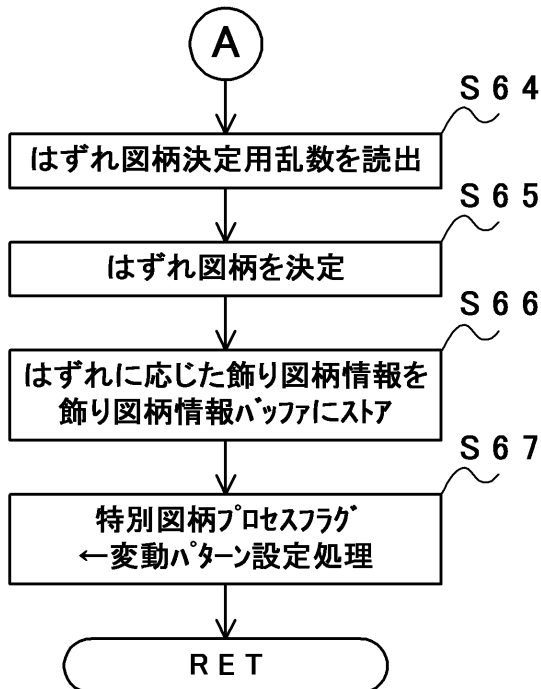 A
S64
はずれ図柄決定用乱数を読出
S65
はずれ図柄を決定
S66
はずれに応じた飾り図柄情報を
飾り図柄情報ﾊﾞｯﾌｧにストア
S67
特別図柄ﾌﾟﾛｾｽﾌﾗｸﾞ
←変動ﾊﾟﾀｰﾝ設定処理
RET